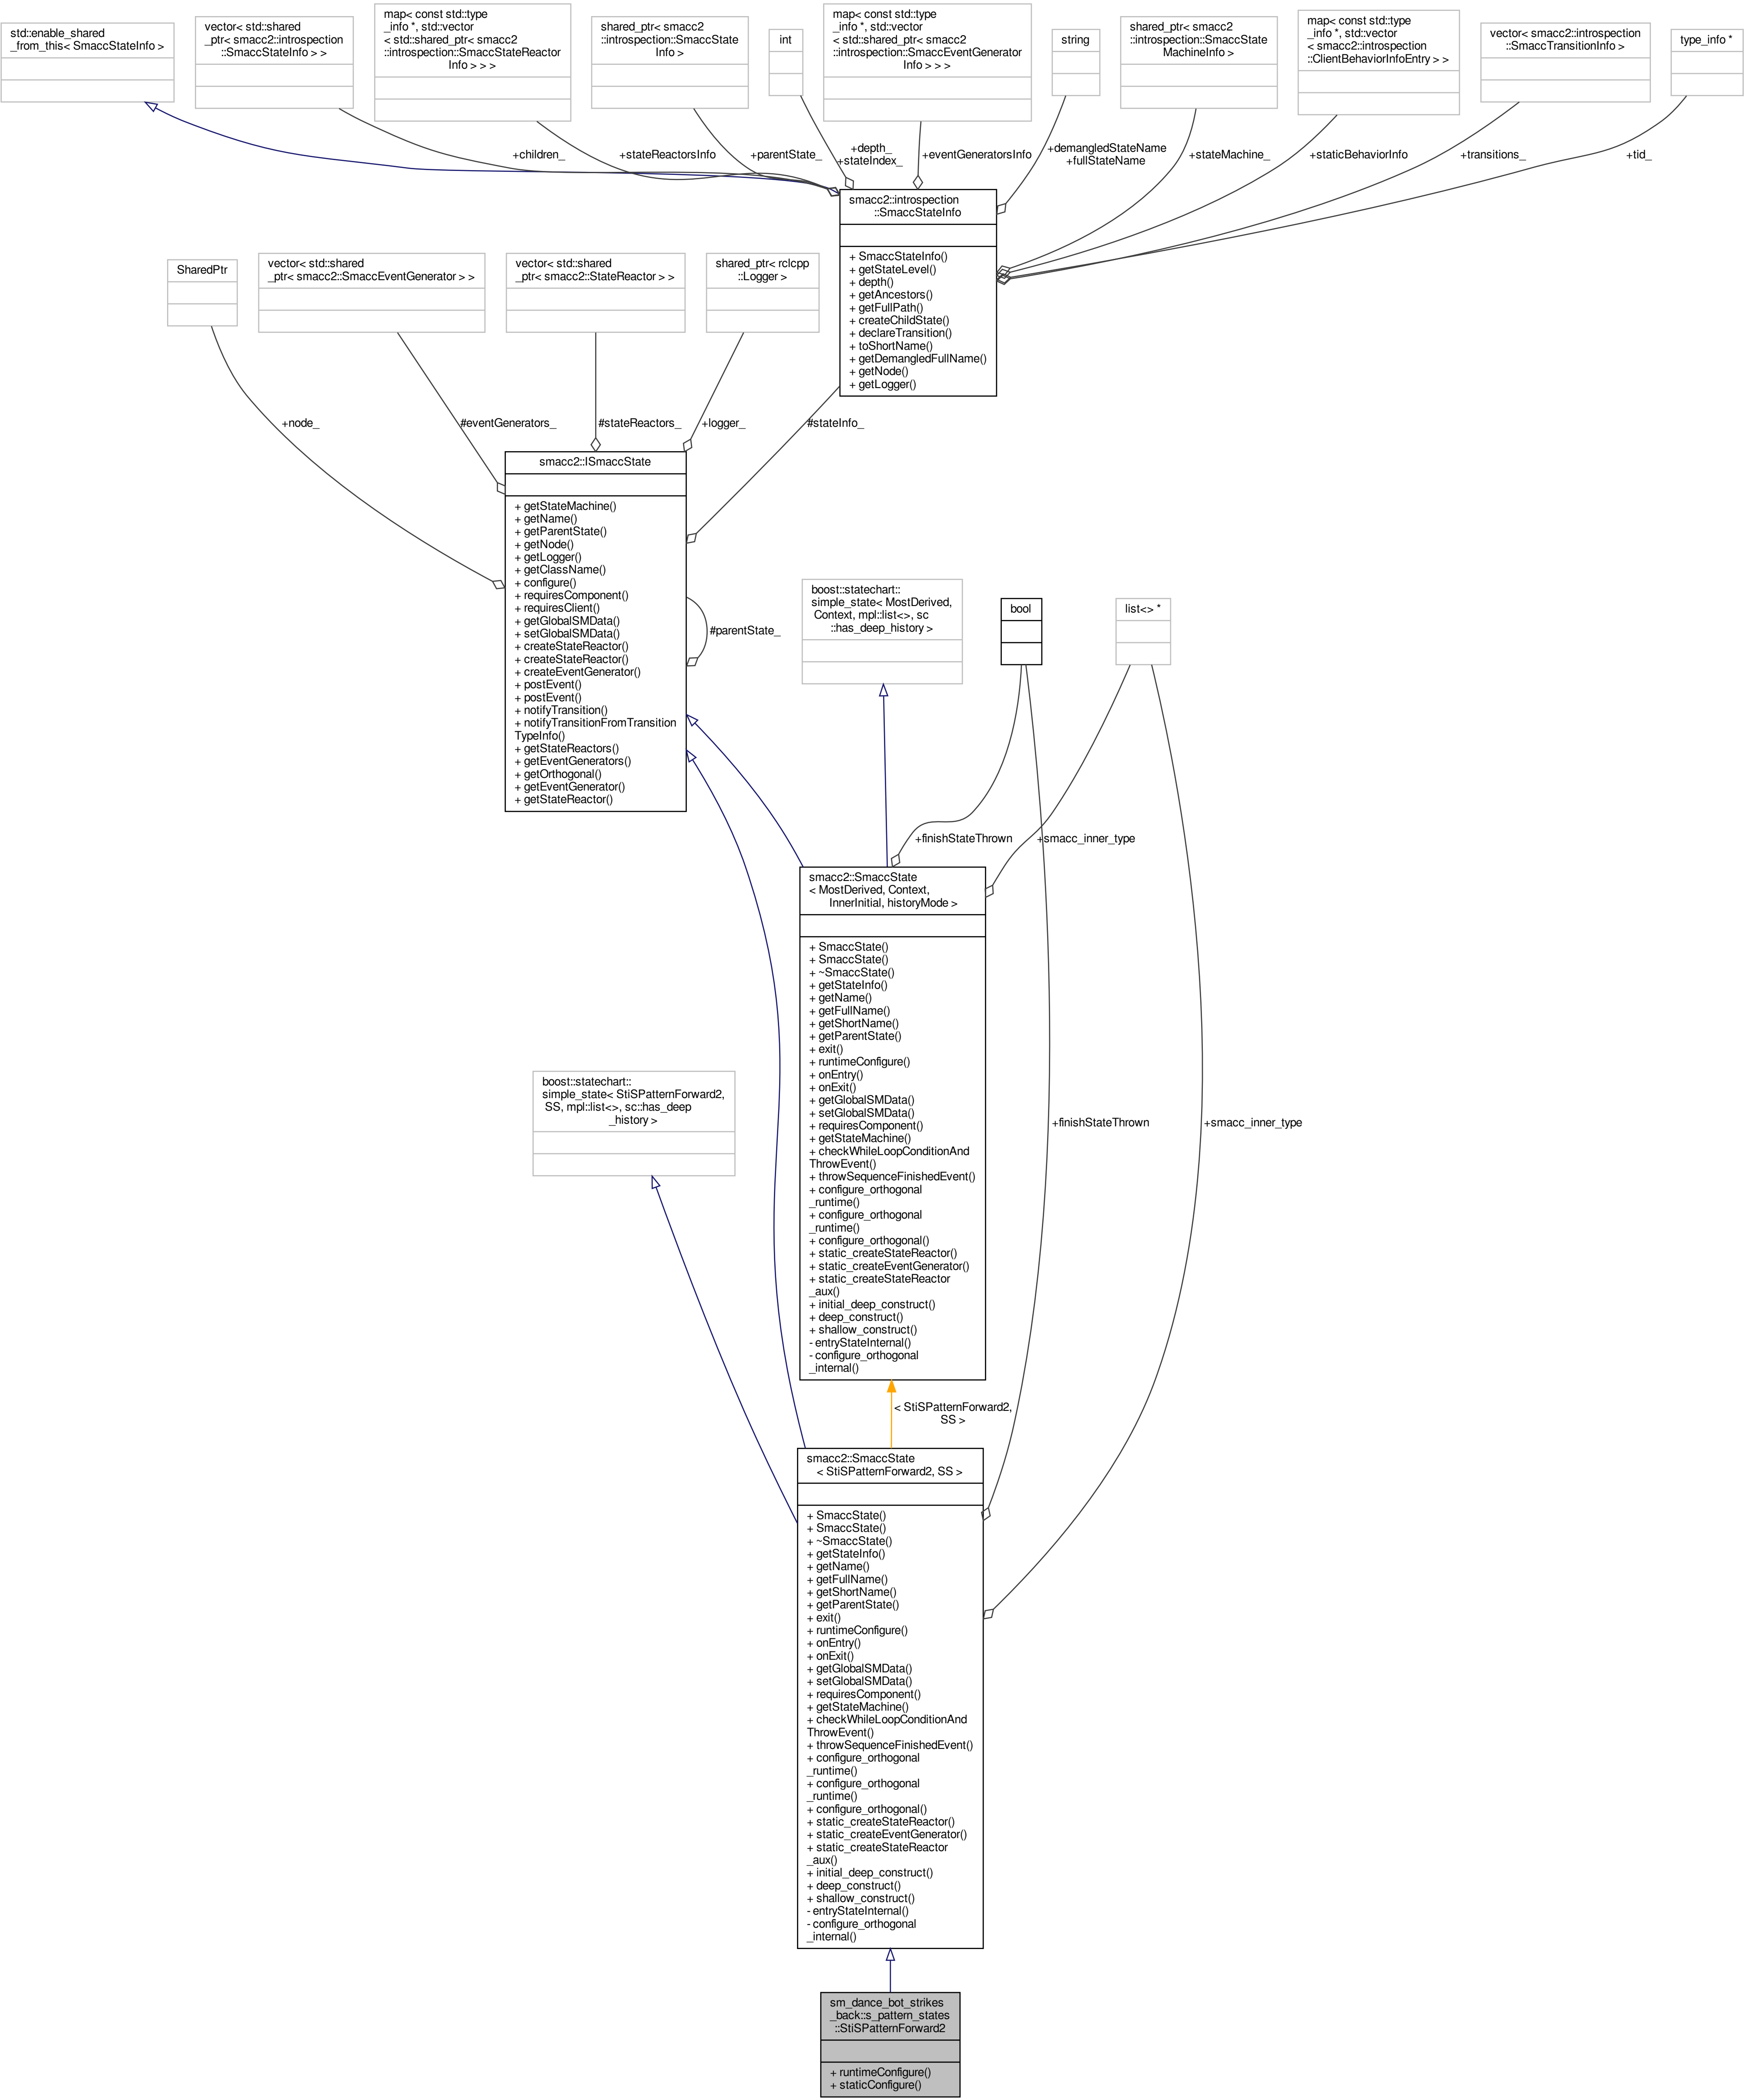 std::enable_shared
_from_this< SmaccStateInfo >
vector< std::shared
_ptr< smacc2::introspection
::SmaccStateInfo > >
map< const std::type
_info *, std::vector
< std::shared_ptr< smacc2
::introspection::SmaccStateReactor
Info > > >
shared_ptr< smacc2
::introspection::SmaccState
Info >
int
map< const std::type
_info *, std::vector
< std::shared_ptr< smacc2
::introspection::SmaccEventGenerator
Info > > >
string
shared_ptr< smacc2
::introspection::SmaccState
MachineInfo >
map< const std::type
_info *, std::vector
< smacc2::introspection
::ClientBehaviorInfoEntry > >
vector< smacc2::introspection
::SmaccTransitionInfo >
type_info *
+children_
+stateReactorsInfo
+parentState_
+depth_
+stateIndex_
+eventGeneratorsInfo
+demangledStateName
+fullStateName
+stateMachine_
+staticBehaviorInfo
+transitions_
+tid_
smacc2::introspection
::SmaccStateInfo
+ SmaccStateInfo()
+ getStateLevel()
+ depth()
+ getAncestors()
+ getFullPath()
+ createChildState()
+ declareTransition()
+ toShortName()
+ getDemangledFullName()
+ getNode()
+ getLogger()
SharedPtr
vector< std::shared
_ptr< smacc2::SmaccEventGenerator > >
vector< std::shared
_ptr< smacc2::StateReactor > >
shared_ptr< rclcpp
::Logger >
+node_
#eventGenerators_
#stateReactors_
+logger_
#stateInfo_
smacc2::ISmaccState
+ getStateMachine()
+ getName()
+ getParentState()
+ getNode()
+ getLogger()
+ getClassName()
+ configure()
+ requiresComponent()
+ requiresClient()
+ getGlobalSMData()
+ setGlobalSMData()
+ createStateReactor()
+ createStateReactor()
+ createEventGenerator()
+ postEvent()
+ postEvent()
+ notifyTransition()
+ notifyTransitionFromTransition
TypeInfo()
+ getStateReactors()
+ getEventGenerators()
+ getOrthogonal()
+ getEventGenerator()
+ getStateReactor()
#parentState_
boost::statechart::
simple_state< MostDerived,
Context, mpl::list<>, sc
::has_deep_history >
bool
list<> *
+finishStateThrown
+smacc_inner_type
smacc2::SmaccState
< MostDerived, Context,
InnerInitial, historyMode >
+ SmaccState()
+ SmaccState()
+ ~SmaccState()
+ getStateInfo()
+ getName()
+ getFullName()
+ getShortName()
+ getParentState()
+ exit()
+ runtimeConfigure()
+ onEntry()
+ onExit()
+ getGlobalSMData()
+ setGlobalSMData()
+ requiresComponent()
+ getStateMachine()
+ checkWhileLoopConditionAnd
ThrowEvent()
+ throwSequenceFinishedEvent()
+ configure_orthogonal
_runtime()
+ configure_orthogonal
_runtime()
+ configure_orthogonal()
+ static_createStateReactor()
+ static_createEventGenerator()
+ static_createStateReactor
_aux()
+ initial_deep_construct()
+ deep_construct()
+ shallow_construct()
- entryStateInternal()
- configure_orthogonal
_internal()
boost::statechart::
simple_state< StiSPatternForward2,
SS, mpl::list<>, sc::has_deep
_history >
+finishStateThrown
+smacc_inner_type
< StiSPatternForward2,
SS >
smacc2::SmaccState
< StiSPatternForward2, SS >
+ SmaccState()
+ SmaccState()
+ ~SmaccState()
+ getStateInfo()
+ getName()
+ getFullName()
+ getShortName()
+ getParentState()
+ exit()
+ runtimeConfigure()
+ onEntry()
+ onExit()
+ getGlobalSMData()
+ setGlobalSMData()
+ requiresComponent()
+ getStateMachine()
+ checkWhileLoopConditionAnd
ThrowEvent()
+ throwSequenceFinishedEvent()
+ configure_orthogonal
_runtime()
+ configure_orthogonal
_runtime()
+ configure_orthogonal()
+ static_createStateReactor()
+ static_createEventGenerator()
+ static_createStateReactor
_aux()
+ initial_deep_construct()
+ deep_construct()
+ shallow_construct()
- entryStateInternal()
- configure_orthogonal
_internal()
sm_dance_bot_strikes
_back::s_pattern_states
::StiSPatternForward2
+ runtimeConfigure()
+ staticConfigure()